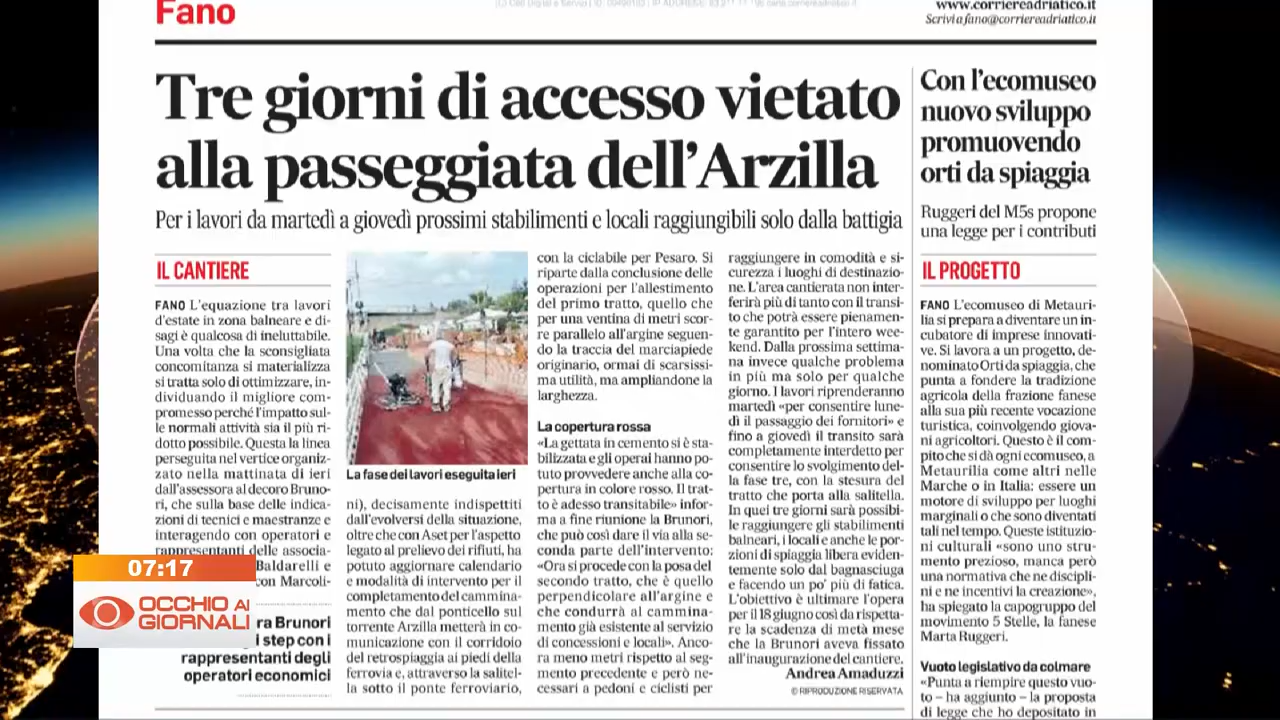 Fano
www.corriereadriatico.it
Scrivi a fano@corriereadriatico.it
Tre giorni di accesso vietato
alla passeggiata dell'Arzilla
Per i lavori da martedì a giovedì prossimi stabilimenti e locali raggiungibili solo dalla battigia
IL CANTIERE
FANO L'equazione tra lavori
d'estate in zona balneare e di-
sagi è qualcosa di ineluttabile.
Una volta che la sconsigliata
concomitanza si materializza
si tratta solo di ottimizzare, in-
dividuando il migliore com-
promesso perché l'impatto sul-
le normali attività sia il più ri-
dotto possibile. Questa la linea
perseguita nel vertice organiz-
zato nella mattinata di ieri
dall'assessora al decoro Bruno-
ri, che sulla base delle indica-
zioni di tecnici e maestranze e
interagendo con operatori e
rappresentanti delle associa-
Baldarelli e
con Marcoli-
ra Brunori
i step con i
rappresentanti degli
operatori economici
La fase dei lavori eseguita ieri
ni), decisamente indispettiti
dall'evolversi della situazione,
oltre che con Aset per l'aspetto
legato al prelievo dei rifiuti, ha
potuto aggiornare calendario
e modalità di intervento per il
completamento del cammina-
mento che dal ponticello sul
torrente Arzilla metterà in co-
municazione con il corridoio
del retrospiaggia ai piedi della
ferrovia e, attraverso la salitel-
la sotto il ponte ferroviario,
con la ciclabile per Pesaro. Si
riparte dalla conclusione delle
operazioni per l'allestimento
del primo tratto, quello che
per una ventina di metri scor-
re parallelo all'argine seguen-
do la traccia del marciapiede
originario, ormai di scarsissi-
ma utilità, ma ampliandone la
larghezza.
La copertura rossa
«La gettata in cemento si è sta-
bilizzata e gli operai hanno po-
tuto provvedere anche alla co-
pertura in colore rosso. Il trat-
to è adesso transitabile» infor-
ma a fine riunione la Brunori,
che può così dare il via alla se-
conda parte dell'intervento:
«Ora si procede con la posa del
secondo tratto, che è quello
perpendicolare all'argine e
che condurrà al cammina-
mento già esistente al servizio
di concessioni e locali». Anco-
ra meno metri rispetto al seg-
mento precedente e però ne-
cessari a pedoni e ciclisti per
raggiungere in comodità e si-
curezza i luoghi di destinazio-
ne. L'area cantierata non inter-
ferirà più di tanto con il transi-
to che potrà essere pienamen-
te garantito per l'intero wee-
kend. Dalla prossima settima-
na invece qualche problema
in più ma solo per qualche
giorno. I lavori riprenderanno
martedì «per consentire lune-
dì il passaggio dei fornitori» e
fino a giovedì il transito sarà
completamente interdetto per
consentire lo svolgimento del-
la fase tre, con la stesura del
tratto che porta alla salitella.
In quei tre giorni sarà possibi-
le raggiungere gli stabilimenti
balneari, i locali e anche le por-
zioni di spiaggia libera eviden-
temente solo dal bagnasciuga
e facendo un po' più di fatica.
L'obiettivo è ultimare l'opera
per il 18 giugno così da rispetta-
re la scadenza di metà mese
che la Brunori aveva fissato
all'inaugurazione del cantiere.
Andrea Amaduzzi
© RIPRODUZIONE RISERVATA
Con l'ecomuseo
nuovo sviluppo
promuovendo
orti da spiaggia
Ruggeri del M5s propone
una legge per i contributi
IL PROGETTO
FANO L'ecomuseo di Metauri-
lia si prepara a diventare un in-
cubatore di imprese innovati-
ve. Si lavora a un progetto, de-
nominato Orti da spiaggia, che
punta a fondere la tradizione
agricola della frazione fanese
alla sua più recente vocazione
turistica, coinvolgendo giova-
ni agricoltori. Questo è il com-
pito che si dà ogni ecomuseo, a
Metaurilia come altri nelle
Marche o in Italia: essere un
motore di sviluppo per luoghi
marginali o che sono diventati
tali nel tempo. Queste istituzio-
ni culturali «sono uno stru-
mento prezioso, manca però
una normativa che ne discipli-
ni e ne incentivi la creazione»,
ha spiegato la capogruppo del
movimento 5 Stelle, la fanese
Marta Ruggeri.
Vuoto legislativo da colmare
«Punta a riempire questo vuo-
to – ha aggiunto – la proposta
di legge che ho depositato in
07:17
OCCHIO AI
GIORNALI